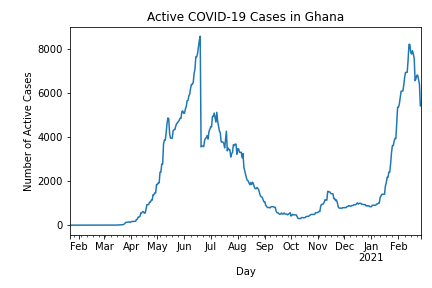 Active COVID-19 Cases in Ghana
Number of Active Cases
8000
6000
4000
2000
0
Feb Mar Apr May Jun Jul Aug Sep Oct Nov Dec Jan Feb
2021
Day